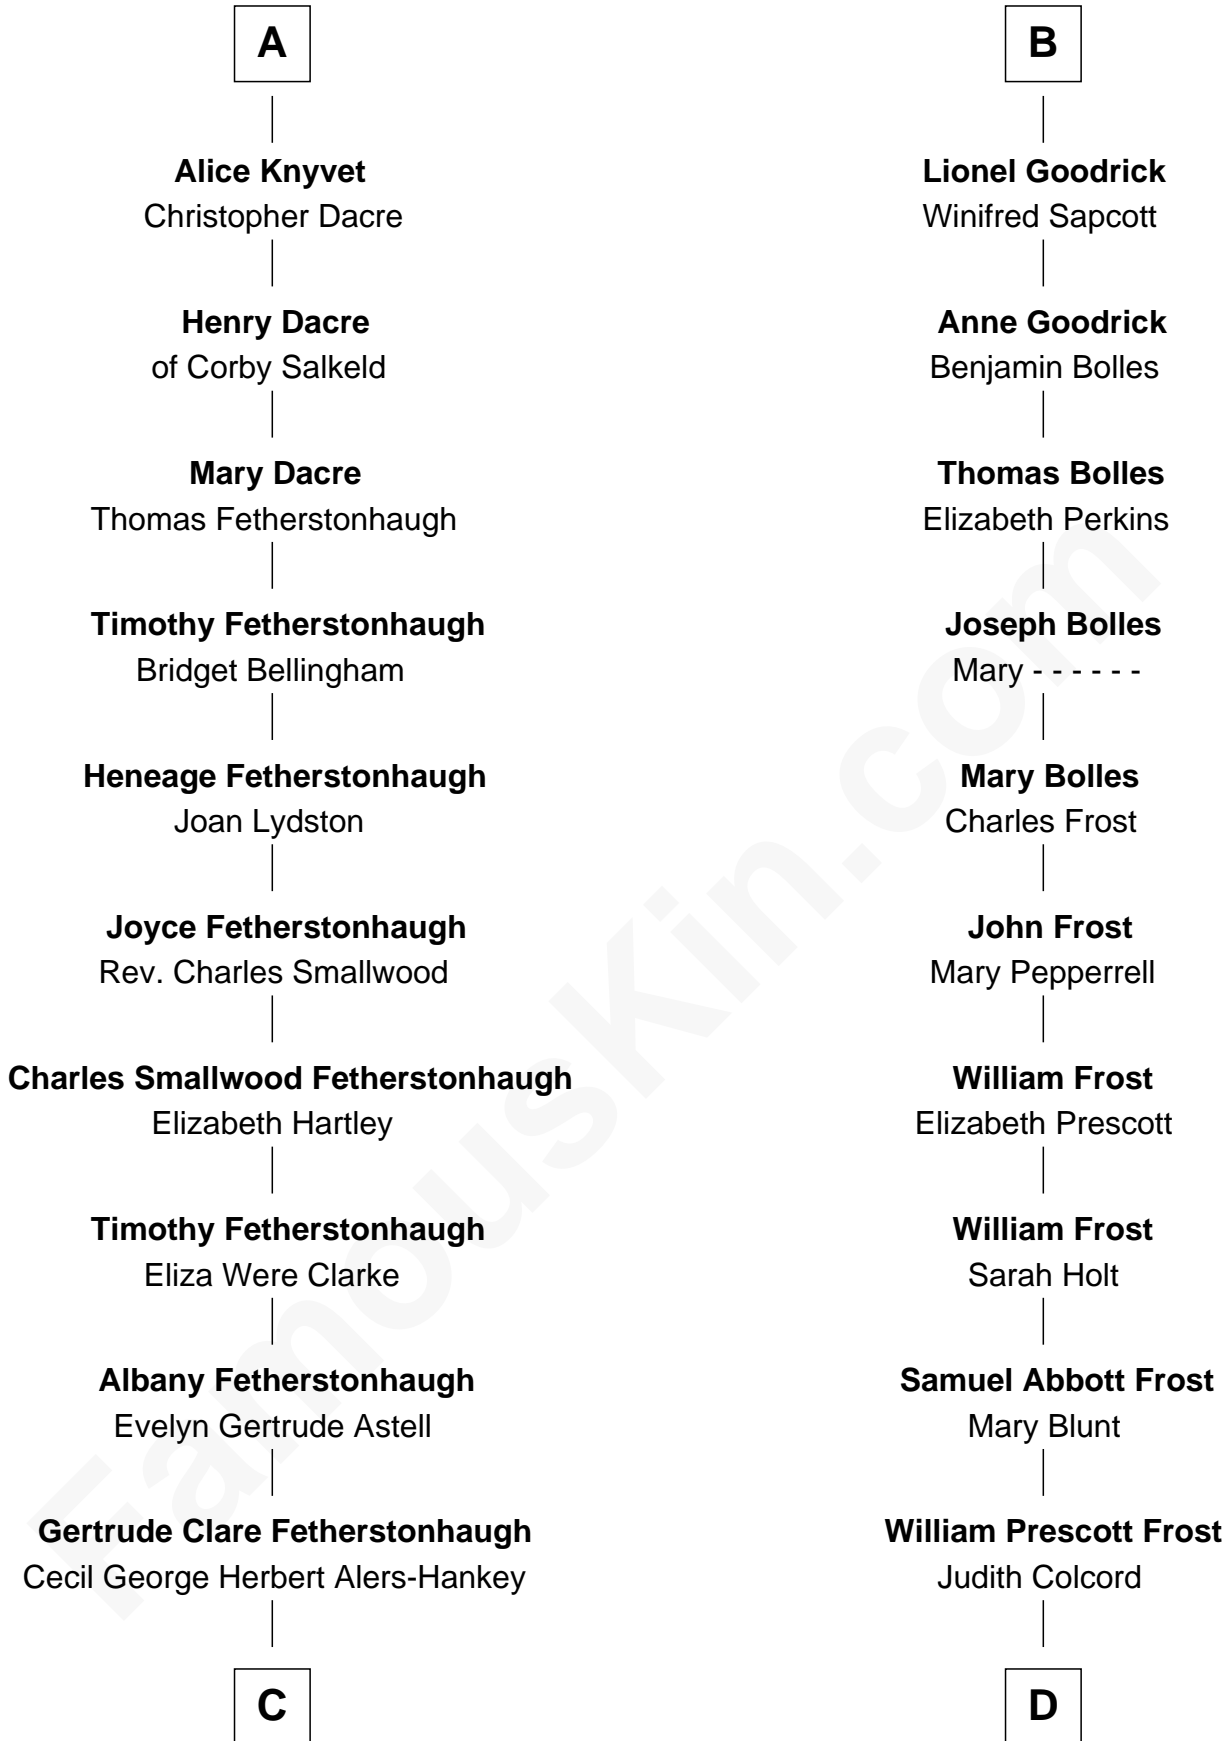 A
Alice Knyvet
Christopher Dacre
Henry Dacre
of Corby Salkeld
Mary Dacre
Thomas Fetherstonhaugh
Timothy Fetherstonhaugh
Bridget Bellingham
Heneage Fetherstonhaugh
Joan Lydston
Joyce Fetherstonhaugh
Rev. Charles Smallwood
Charles Smallwood Fetherstonhaugh
Elizabeth Hartley
Timothy Fetherstonhaugh
Eliza Were Clarke
Albany Fetherstonhaugh
Evelyn Gertrude Astell
Gertrude Clare Fetherstonhaugh
Cecil George Herbert Alers-Hankey
C
B
Lionel Goodrick
Winifred Sapcott
Anne Goodrick
Benjamin Bolles
Thomas Bolles
Elizabeth Perkins
Joseph Bolles
Mary - - - - - -
Mary Bolles
Charles Frost
John Frost
Mary Pepperrell
William Frost
Elizabeth Prescott
William Frost
Sarah Holt
Samuel Abbott Frost
Mary Blunt
William Prescott Frost
Judith Colcord
D
FamousKin.com